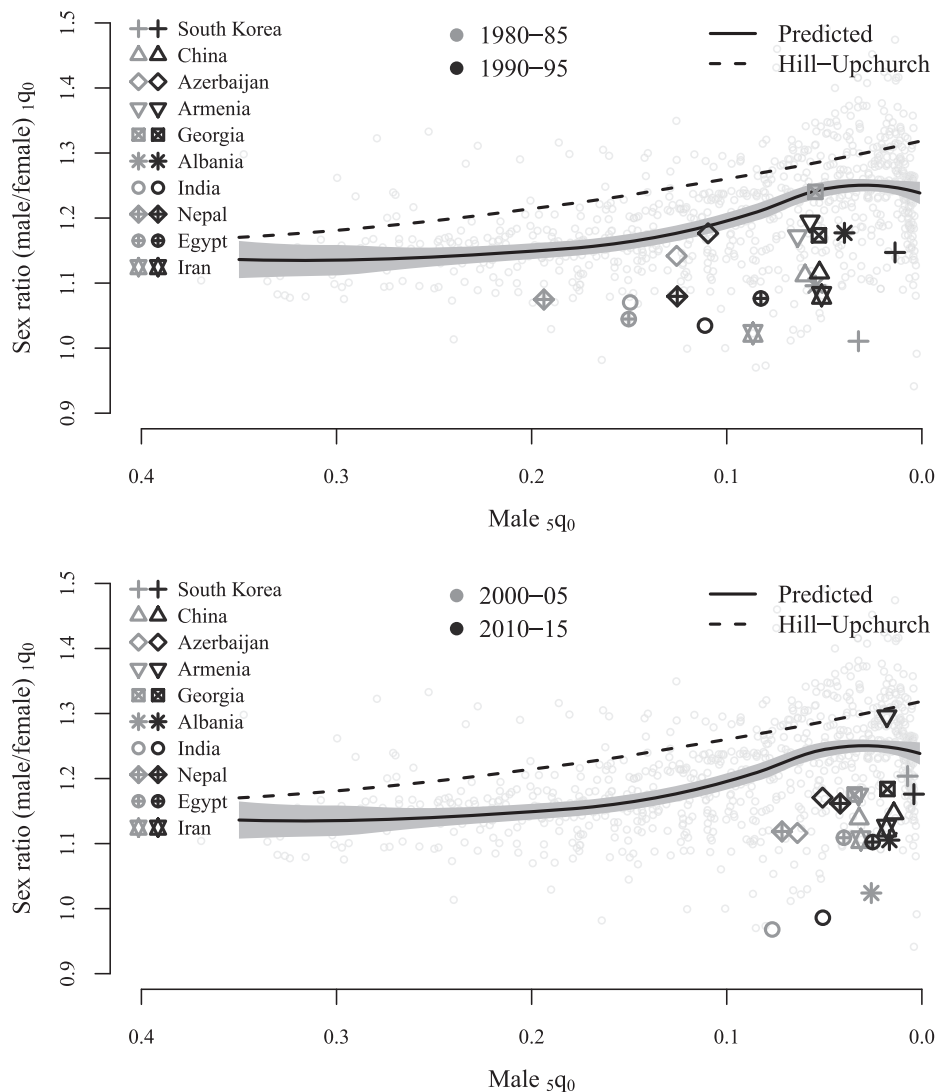 Sex ratio (male/female) 1q0
1.5
1.4
1.3
1.2
1.1
1.0
0.9
South Korea
China
Azerbaijan
Armenia
Georgia
Albania
India
Nepal
Egypt
Iran
1980–85
1990–95
Predicted
Hill–Upchurch
0.4 0.3 0.2 0.1 0.0
Male 5q0
Sex ratio (male/female) 1q0
1.5
1.4
1.3
1.2
1.1
1.0
0.9
South Korea
China
Azerbaijan
Armenia
Georgia
Albania
India
Nepal
Egypt
Iran
2000–05
2010–15
Predicted
Hill–Upchurch
0.4 0.3 0.2 0.1 0.0
Male 5q0